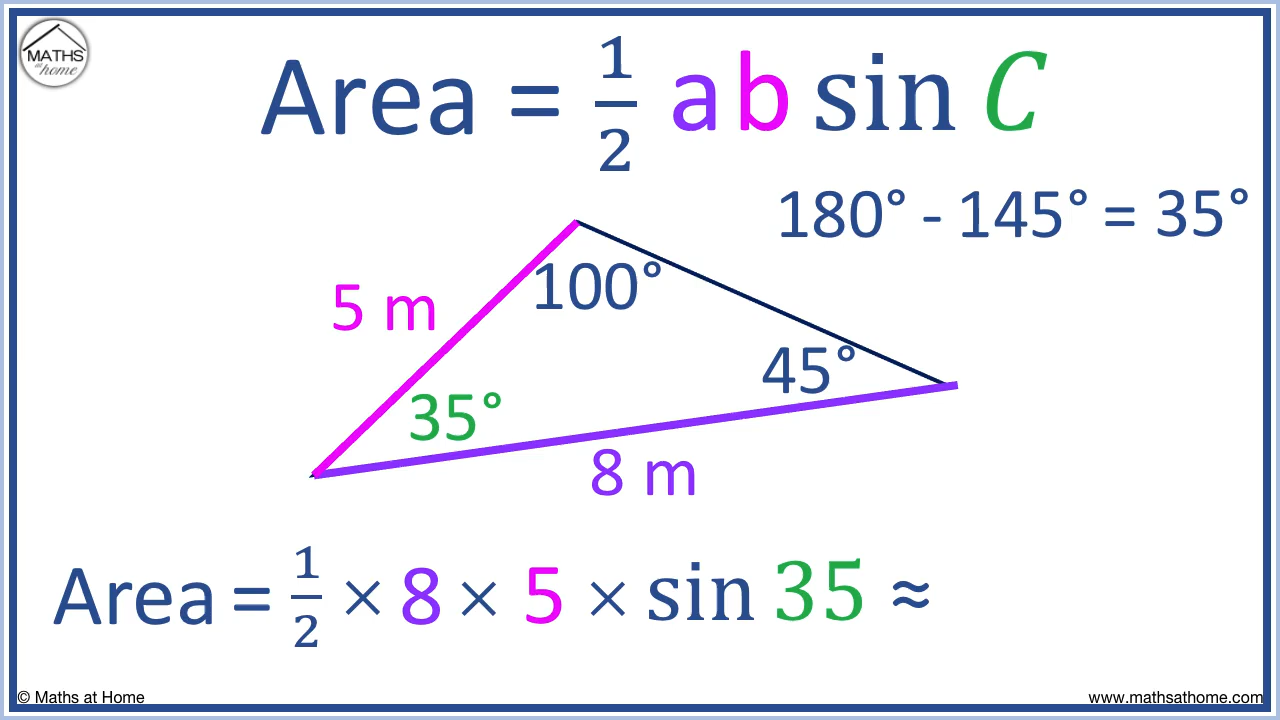 MATHS
at home
Area = 1/2 ab sin C
180° - 145° = 35°
100°
5 m
45°
35°
8 m
Area = 1/2 × 8 × 5 × sin 35 ≈
© Maths at Home
www.mathsathome.com